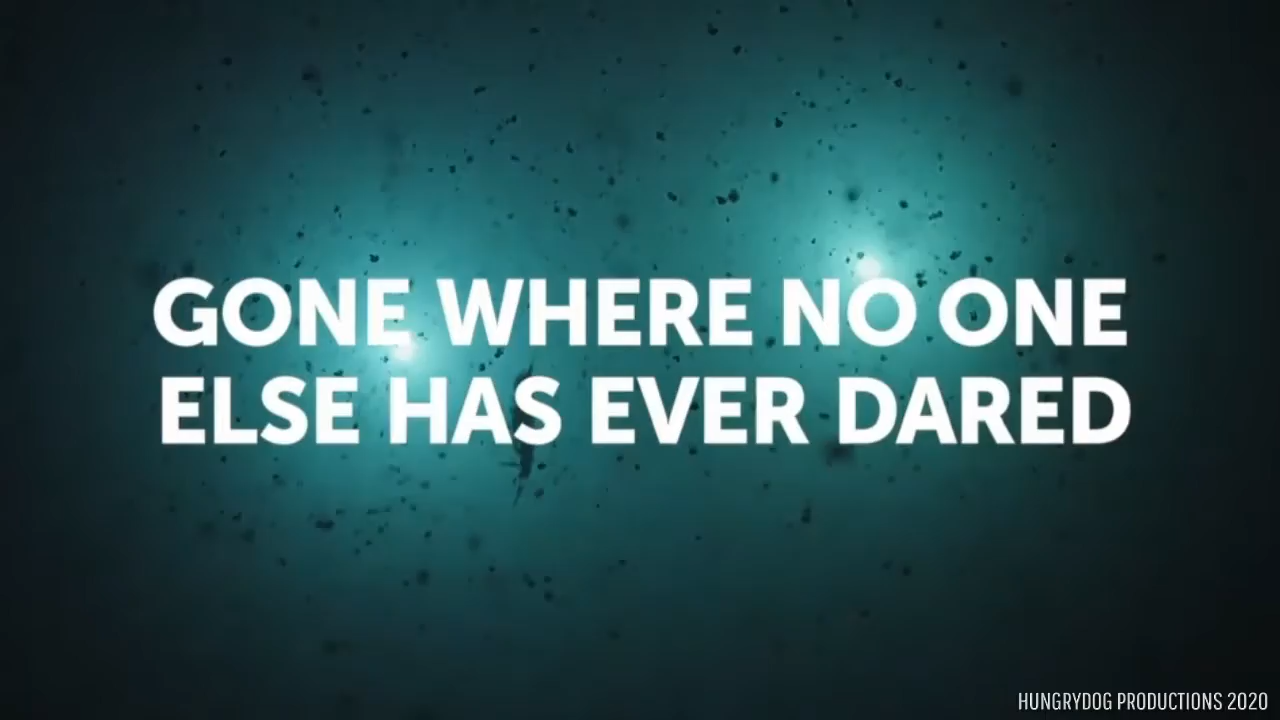 GONE WHERE NO ONE
ELSE HAS EVER DARED
HUNGRYDOG PRODUCTIONS 2020